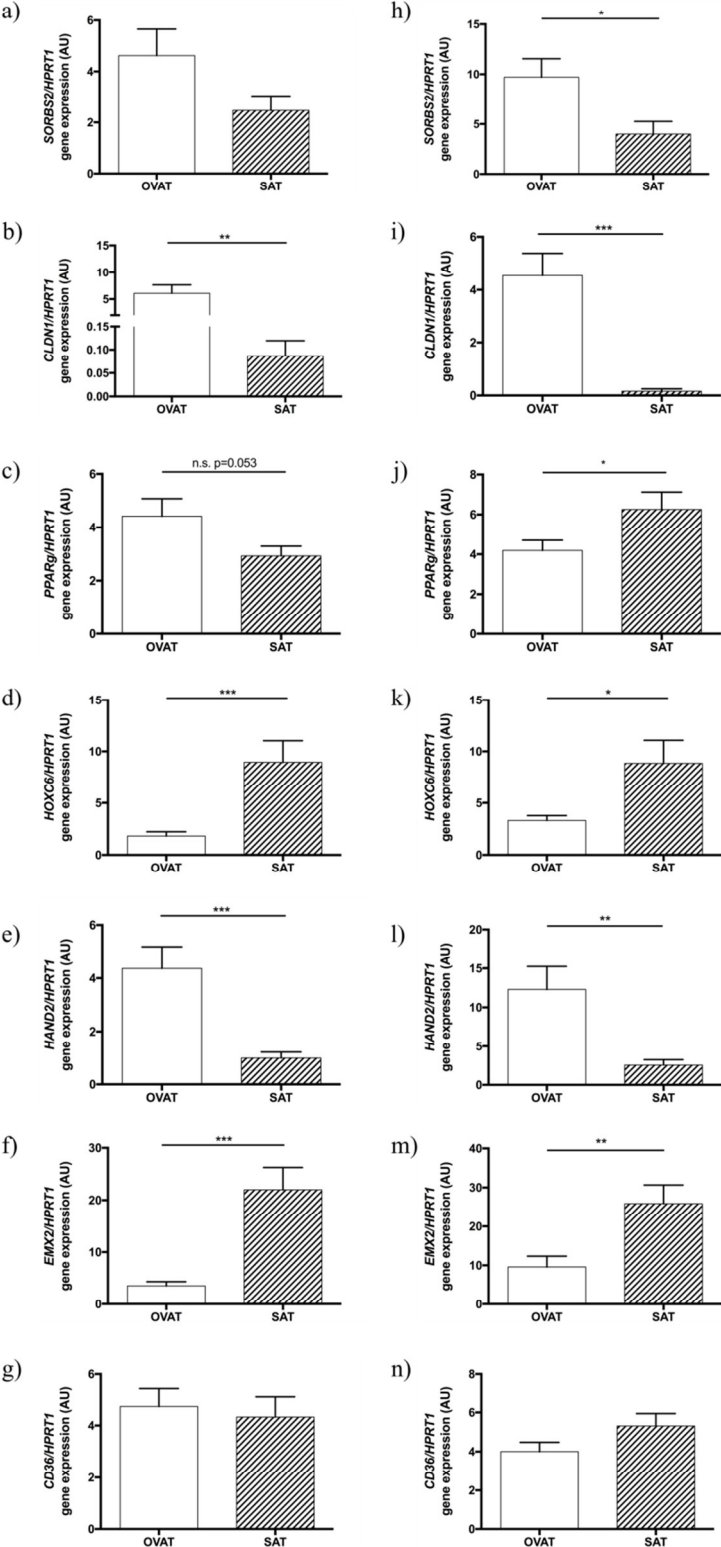 a)
SORBS2/HPRT1
gene expression (AU)
6
4
2
0
OVAT
SAT
h)
SORBS2/HPRT1
gene expression (AU)
*
15
10
5
0
OVAT
SAT
b)
CLDN1/HPRT1
gene expression (AU)
**
15
10
5
0.15
0.10
0.05
0.00
OVAT
SAT
i)
CLDN1/HPRT1
gene expression (AU)
***
6
4
2
0
OVAT
SAT
c)
PPARg/HPRT1
gene expression (AU)
n.s. p=0.053
6
4
2
0
OVAT
SAT
j)
PPARg/HPRT1
gene expression (AU)
*
8
6
4
2
0
OVAT
SAT
d)
HOXC6/HPRT1
gene expression (AU)
***
15
10
5
0
OVAT
SAT
k)
HOXC6/HPRT1
gene expression (AU)
*
15
10
5
0
OVAT
SAT
e)
HAND2/HPRT1
gene expression (AU)
***
6
4
2
0
OVAT
SAT
l)
HAND2/HPRT1
gene expression (AU)
**
20
15
10
5
0
OVAT
SAT
f)
EMX2/HPRT1
gene expression (AU)
***
30
20
10
0
OVAT
SAT
m)
EMX2/HPRT1
gene expression (AU)
**
40
30
20
10
0
OVAT
SAT
g)
CD36/HPRT1
gene expression (AU)
6
4
2
0
OVAT
SAT
n)
CD36/HPRT1
gene expression (AU)
8
6
4
2
0
OVAT
SAT